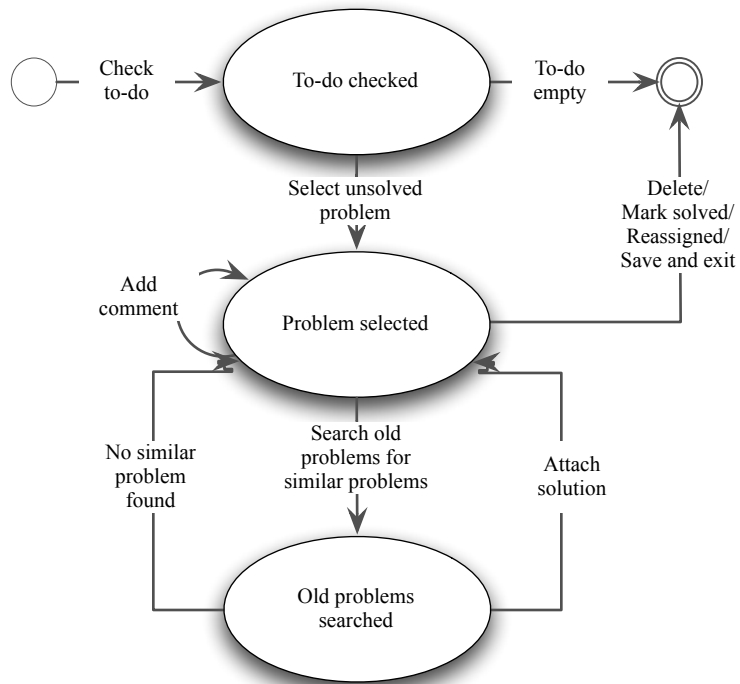 Check
to-do
To-do checked
To-do
empty
Select unsolved
problem
Delete/
Mark solved/
Reassigned/
Save and exit
Add
comment
Problem selected
No similar
problem
found
Search old
problems for
similar problems
Attach
solution
Old problems
searched